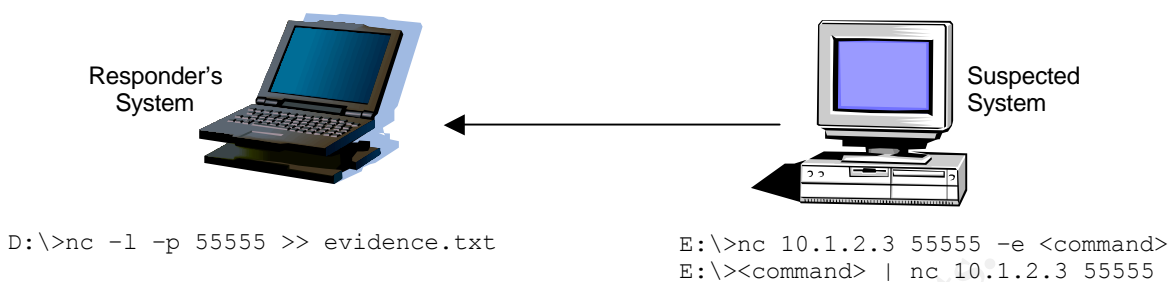 Responder's
System
Suspected
System
D:\>nc –l –p 55555 >> evidence.txt
E:\>nc 10.1.2.3 55555 –e <command>
E:\><command> | nc 10.1.2.3 55555